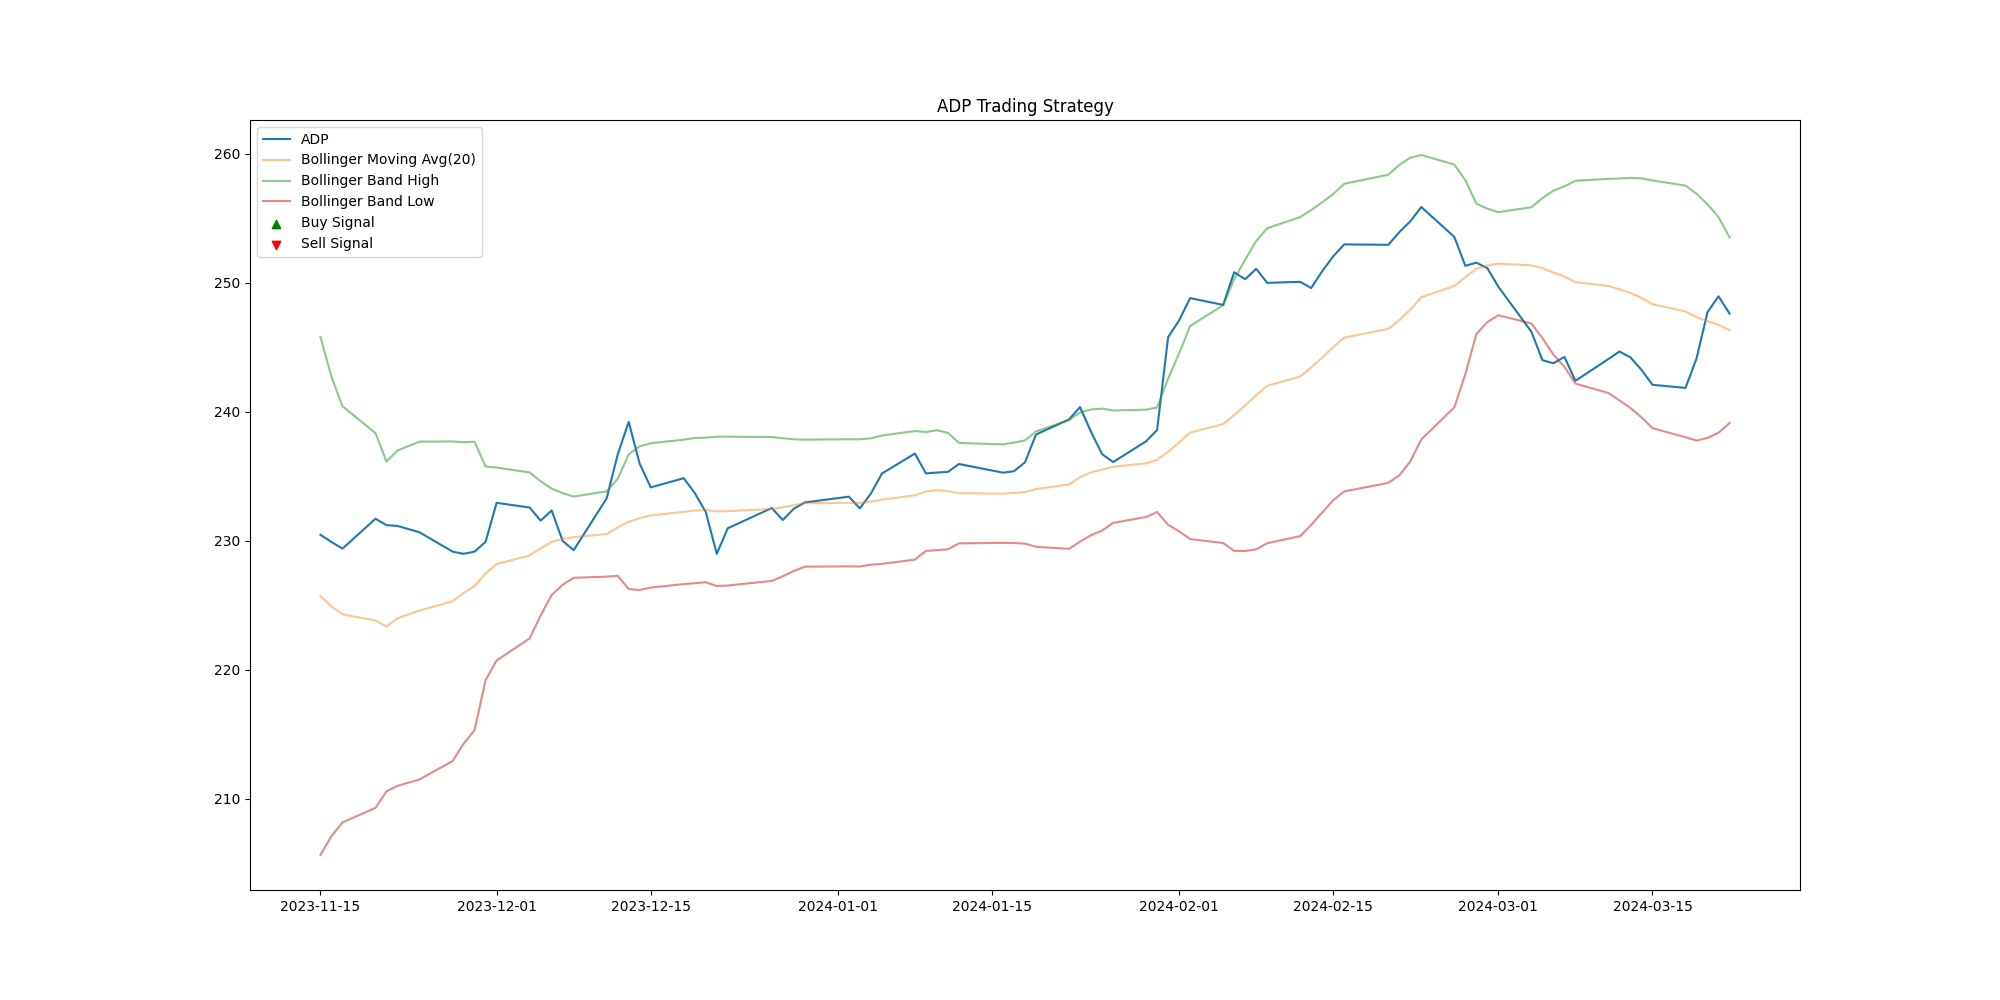 ADP Trading Strategy
ADP
Bollinger Moving Avg(20)
Bollinger Band High
Bollinger Band Low
Buy Signal
Sell Signal
260
250
240
230
220
210
2023-11-15
2023-12-01
2023-12-15
2024-01-01
2024-01-15
2024-02-01
2024-02-15
2024-03-01
2024-03-15